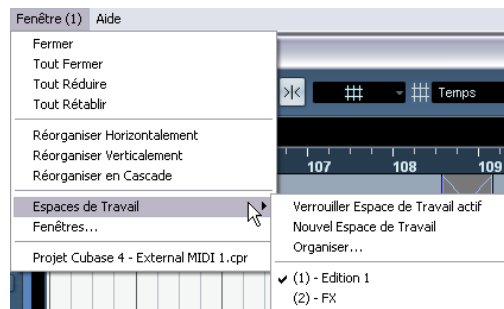 Fenêtre (1) Aide
Fermer
Tout Fermer
Tout Réduire
Tout Rétablir
Temps
Réorganiser Horizontalement
Réorganiser Verticalement
Réorganiser en Cascade
107 108 109
Espaces de Travail
Fenêtres...
Projet Cubase 4 - External MIDI 1.cpr
Verrouiller Espace de Travail actif
Nouvel Espace de Travail
Organiser...
(1) - Edition 1
(2) - FX